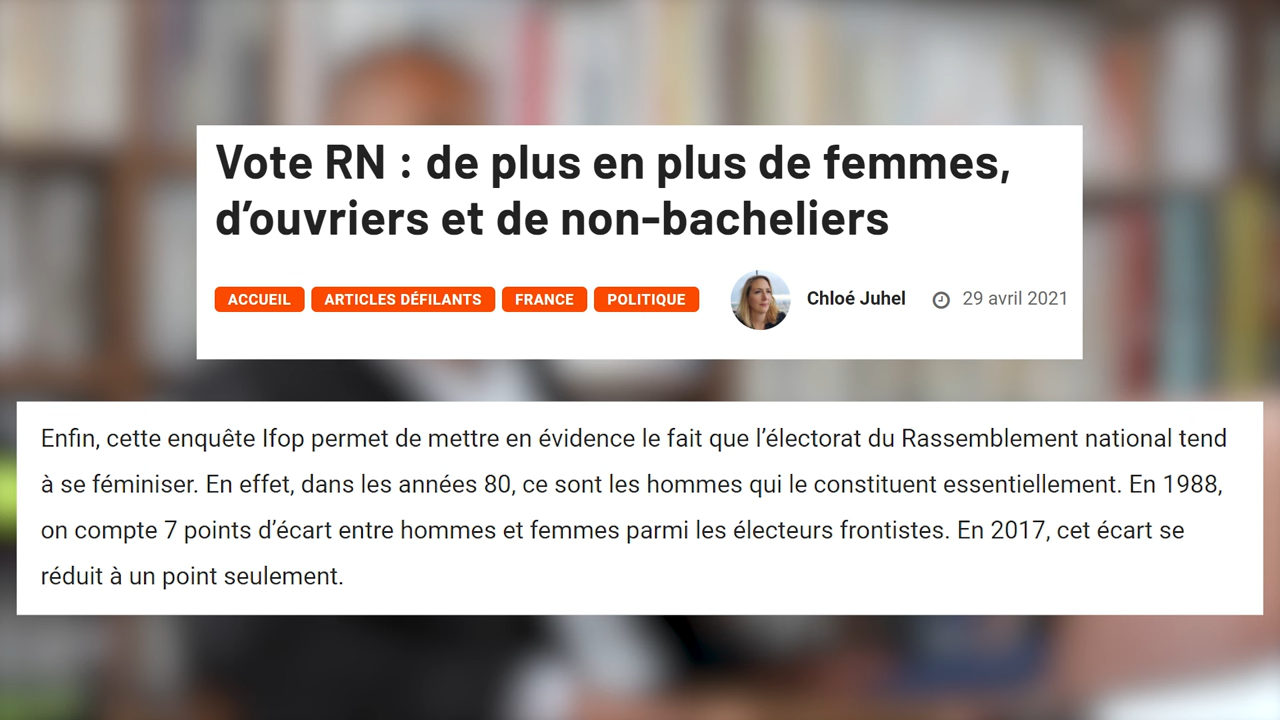 Vote RN : de plus en plus de femmes,
d’ouvriers et de non-bacheliers
ACCUEIL ARTICLES DÉFILANTS FRANCE POLITIQUE Chloé Juhel 29 avril 2021
Enfin, cette enquête Ifop permet de mettre en évidence le fait que l’électorat du Rassemblement national tend
à se féminiser. En effet, dans les années 80, ce sont les hommes qui le constituent essentiellement. En 1988,
on compte 7 points d’écart entre hommes et femmes parmi les électeurs frontistes. En 2017, cet écart se
réduit à un point seulement.